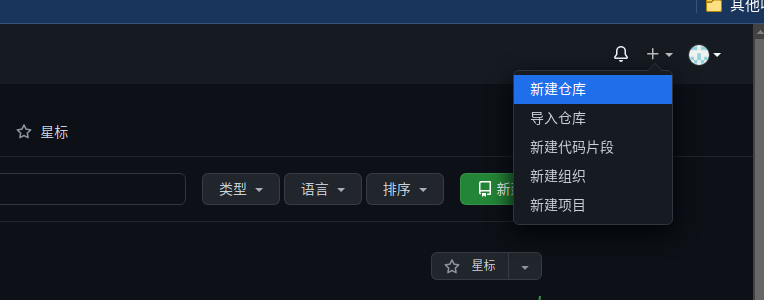 其他
新建仓库
导入仓库
星标
新建代码片段
新建组织
类型 语言 排序 新
新建项目
星标